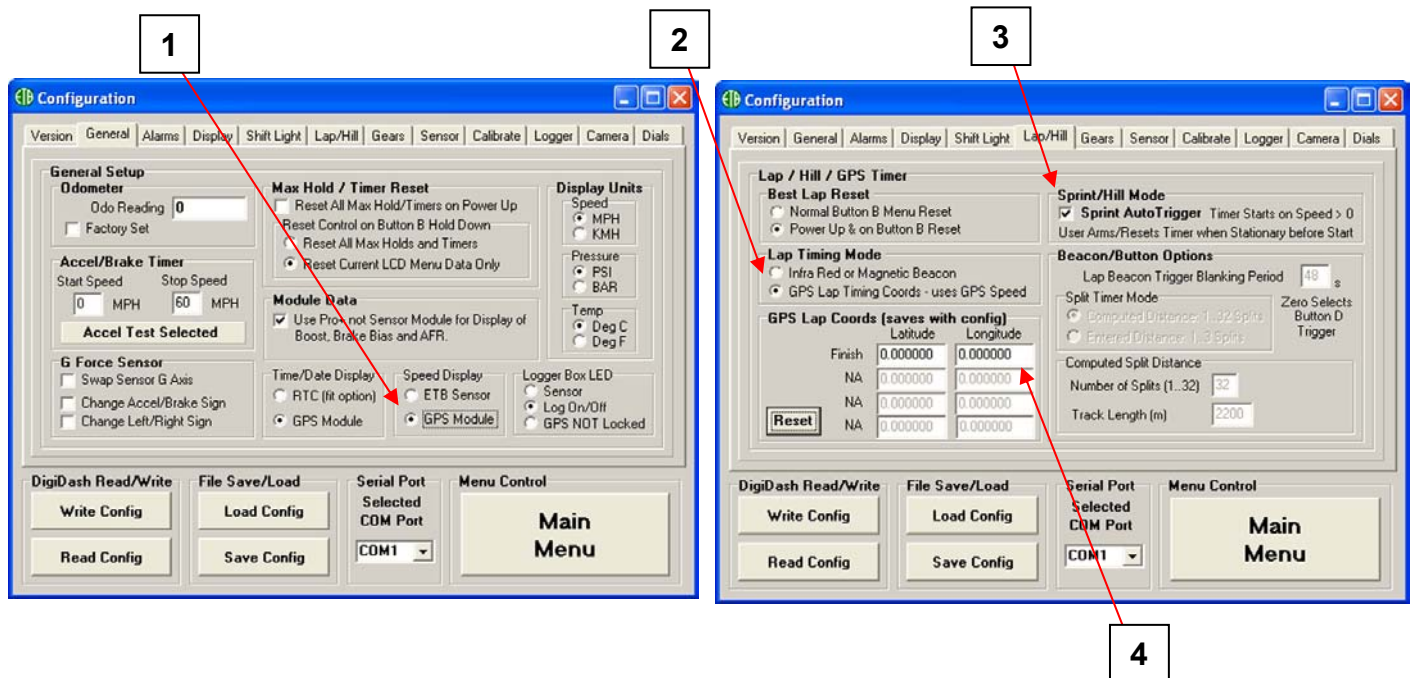 1
2
3
Configuration
Version General Alarms Display Shift Light Lap/Hill Gears Sensor Calibrate Logger Camera Dials
General Setup
Odometer
Odo Reading 0
Factory Set
Accel/Brake Timer
Start Speed Stop Speed
0 MPH 60 MPH
Accel Test Selected
G Force Sensor
Swap Sensor G Axis
Change Accel/Brake Sign
Change Left/Right Sign
Max Hold / Timer Reset
Reset All Max Hold/Timers on Power Up
Reset Control on Button B Hold Down
Reset All Max Holds and Timers
Reset Current LCD Menu Data Only
Module Data
Use Pro+ not Sensor Module for Display of
Boost, Brake Bias and AFR.
Time/Date Display
RTC (fit option)
GPS Module
Speed Display
ETB Sensor
GPS Module
Display Units
Speed
MPH
KMH
Pressure
PSI
BAR
Temp
Deg C
Deg F
Logger Box LED
Sensor
Log On/Off
GPS NOT Locked
DigiDash Read/Write
Write Config
Read Config
File Save/Load
Load Config
Save Config
Serial Port
Selected
COM Port
COM1
Menu Control
Main
Menu
Configuration
Version General Alarms Display Shift Light Lap/Hill Gears Sensor Calibrate Logger Camera Dials
Lap / Hill / GPS Timer
Best Lap Reset
Normal Button B Menu Reset
Power Up & on Button B Reset
Lap Timing Mode
Infra Red or Magnetic Beacon
GPS Lap Timing Coords - uses GPS Speed
GPS Lap Coords (saves with config)
Latitude Longitude
Finish 0.000000 0.000000
NA 0.000000 0.000000
NA 0.000000 0.000000
NA 0.000000 0.000000
Reset
Sprint/Hill Mode
Sprint AutoTrigger Timer Starts on Speed > 0
User Arms/Resets Timer when Stationary before Start
Beacon/Button Options
Lap Beacon Trigger Blanking Period 48 s
Split Timer Mode
Computed Distance: 1..32 Splits
Entered Distance: 1..3 Splits
Zero Selects
Button D
Trigger
Computed Split Distance
Number of Splits (1..32) 32
Track Length (m) 2200
DigiDash Read/Write
Write Config
Read Config
File Save/Load
Load Config
Save Config
Serial Port
Selected
COM Port
COM1
Menu Control
Main
Menu
4